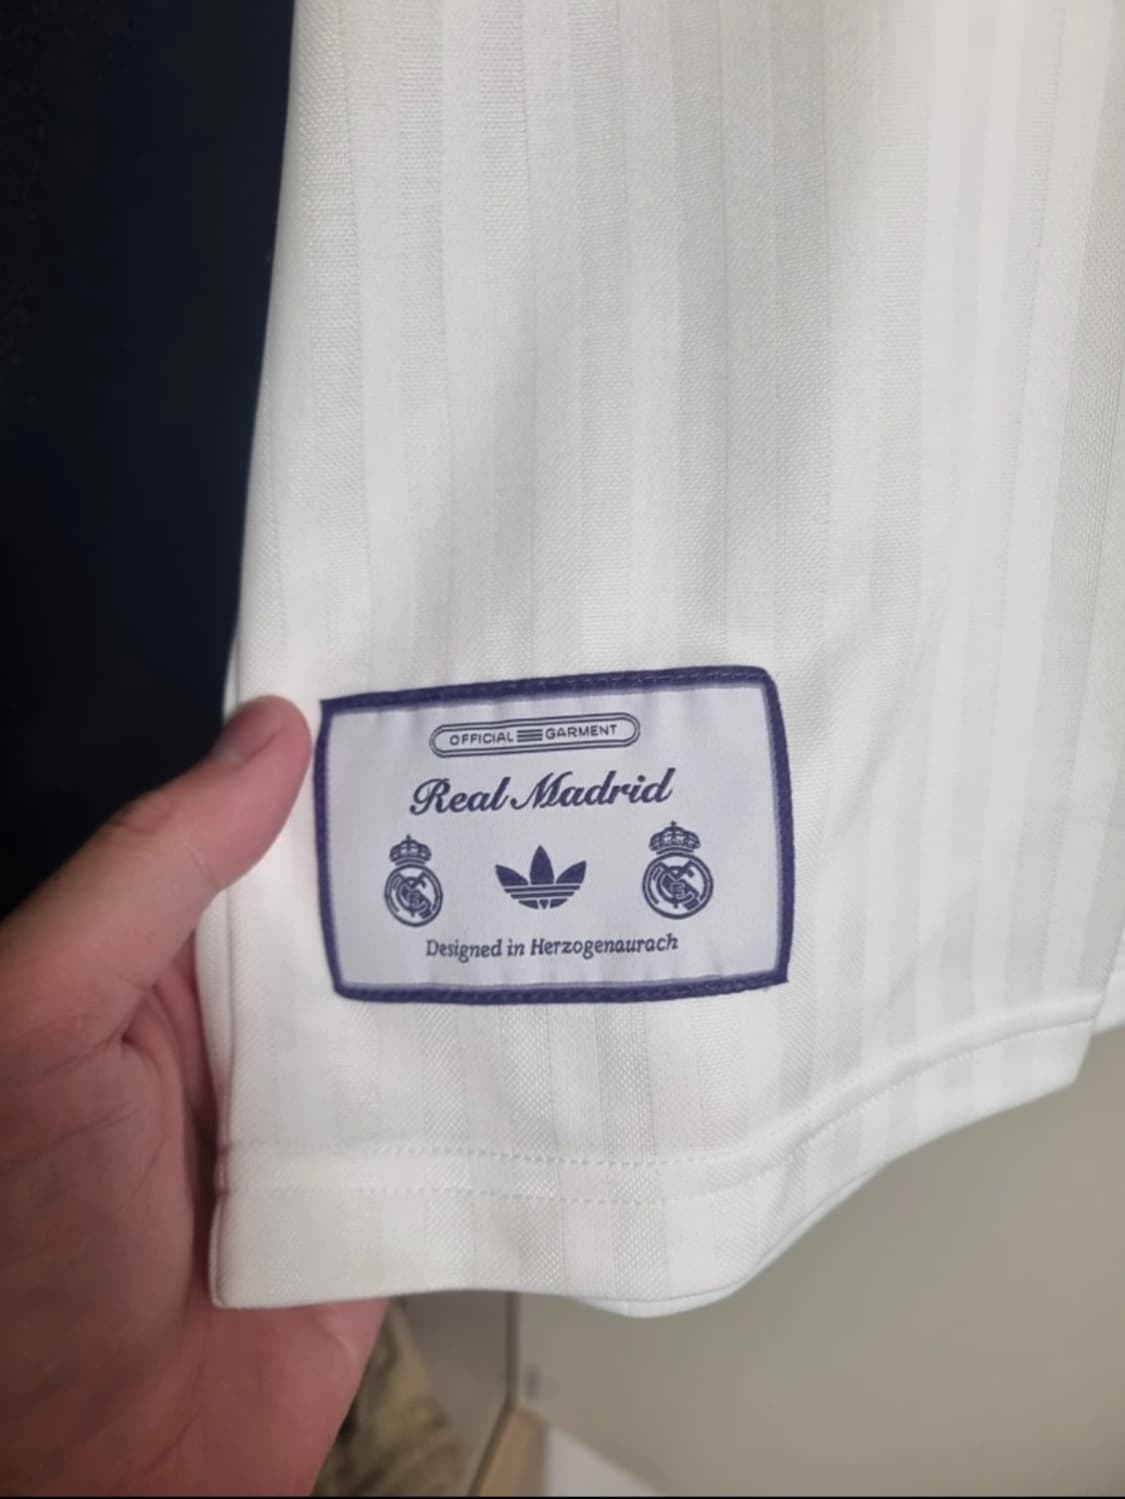 OFFICIAL GARMENT
Real Madrid
Designed in Herzogenaurach